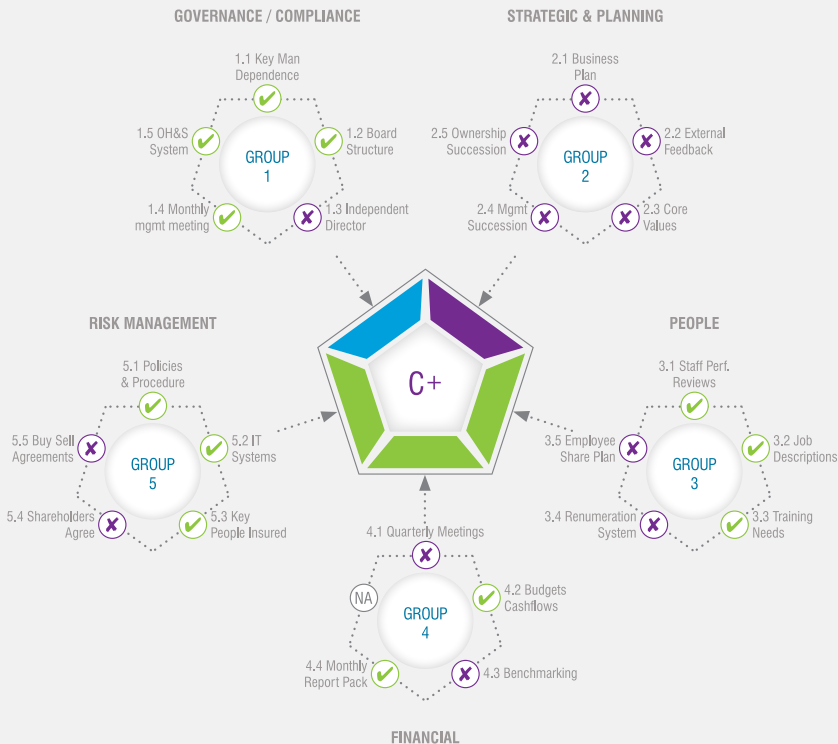 GOVERNANCE / COMPLIANCE
1.1 Key Man
Dependence
1.5 OH&S
System
1.2 Board
Structure
GROUP
1
1.4 Monthly
mgmt meeting
1.3 Independent
Director
STRATEGIC & PLANNING
2.1 Business
Plan
2.5 Ownership
Succession
2.2 External
Feedback
GROUP
2
2.4 Mgmt
Succession
2.3 Core
Values
RISK MANAGEMENT
5.1 Policies
& Procedure
5.5 Buy Sell
Agreements
5.2 IT
Systems
GROUP
5
5.4 Shareholders
Agree
5.3 Key
People Insured
C+
PEOPLE
3.1 Staff Perf.
Reviews
3.5 Employee
Share Plan
3.2 Job
Descriptions
GROUP
3
3.4 Renumeration
System
3.3 Training
Needs
4.1 Quarterly Meetings
NA
4.2 Budgets
Cashflows
GROUP
4
4.4 Monthly
Report Pack
4.3 Benchmarking
FINANCIAL